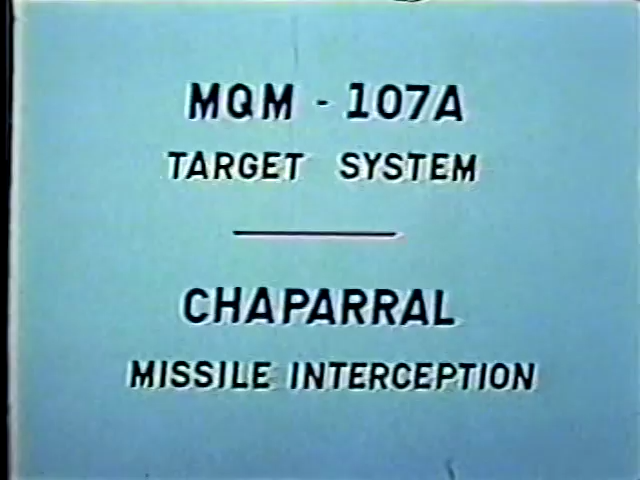 MQM - 107A
TARGET SYSTEM
CHAPARRAL
MISSILE INTERCEPTION